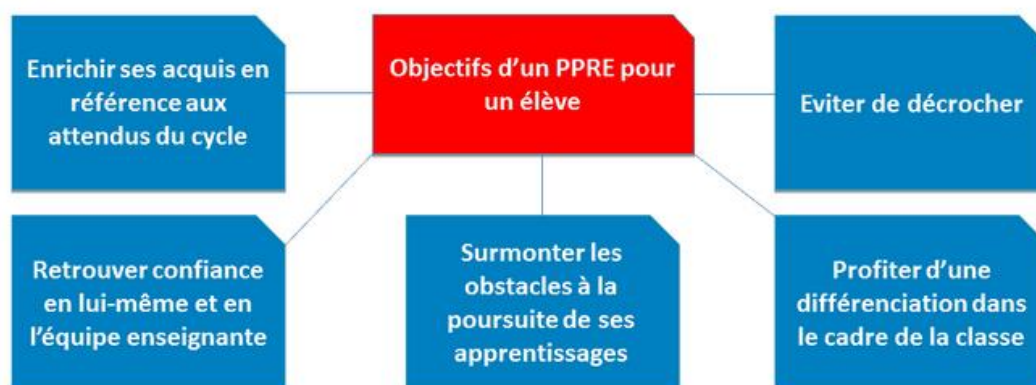 Enrichir ses acquis en
référence aux
attendus du cycle
Objectifs d’un PPRE pour
un élève
Eviter de décrocher
Retrouver confiance
en lui-même et en
l’équipe enseignante
Surmonter les
obstacles à la
poursuite de ses
apprentissages
Profiter d’une
différenciation dans
le cadre de la classe